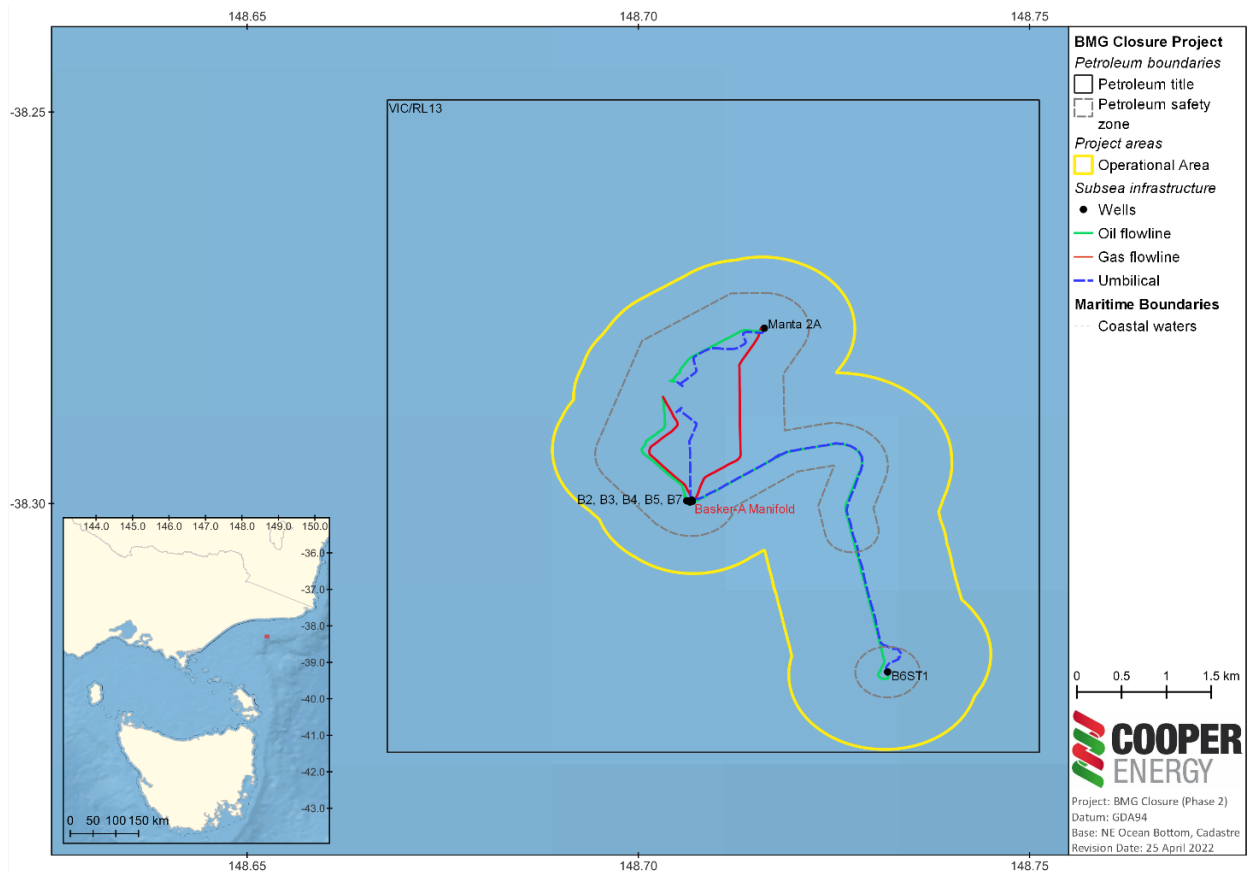 148.65 148.70 148.75
-38.25
-38.30
VIC/RL13
Manta 2A
B2, B3, B4, B5, B7
Basker-A Manifold
B6ST1
144.0 145.0 146.0 147.0 148.0 149.0 150.0
-36.0
-37.0
-38.0
-39.0
-40.0
-41.0
-42.0
-43.0
0 50 100 150 km
148.65 148.70 148.75
BMG Closure Project
Petroleum boundaries
Petroleum title
Petroleum safety
zone
Project areas
Operational Area
Subsea infrastructure
Wells
Oil flowline
Gas flowline
Umbilical
Maritime Boundaries
Coastal waters
0 0.5 1 1.5 km
COOPER
ENERGY
Project: BMG Closure (Phase 2)
Datum: GDA94
Base: NE Ocean Bottom, Cadastre
Revision Date: 25 April 2022